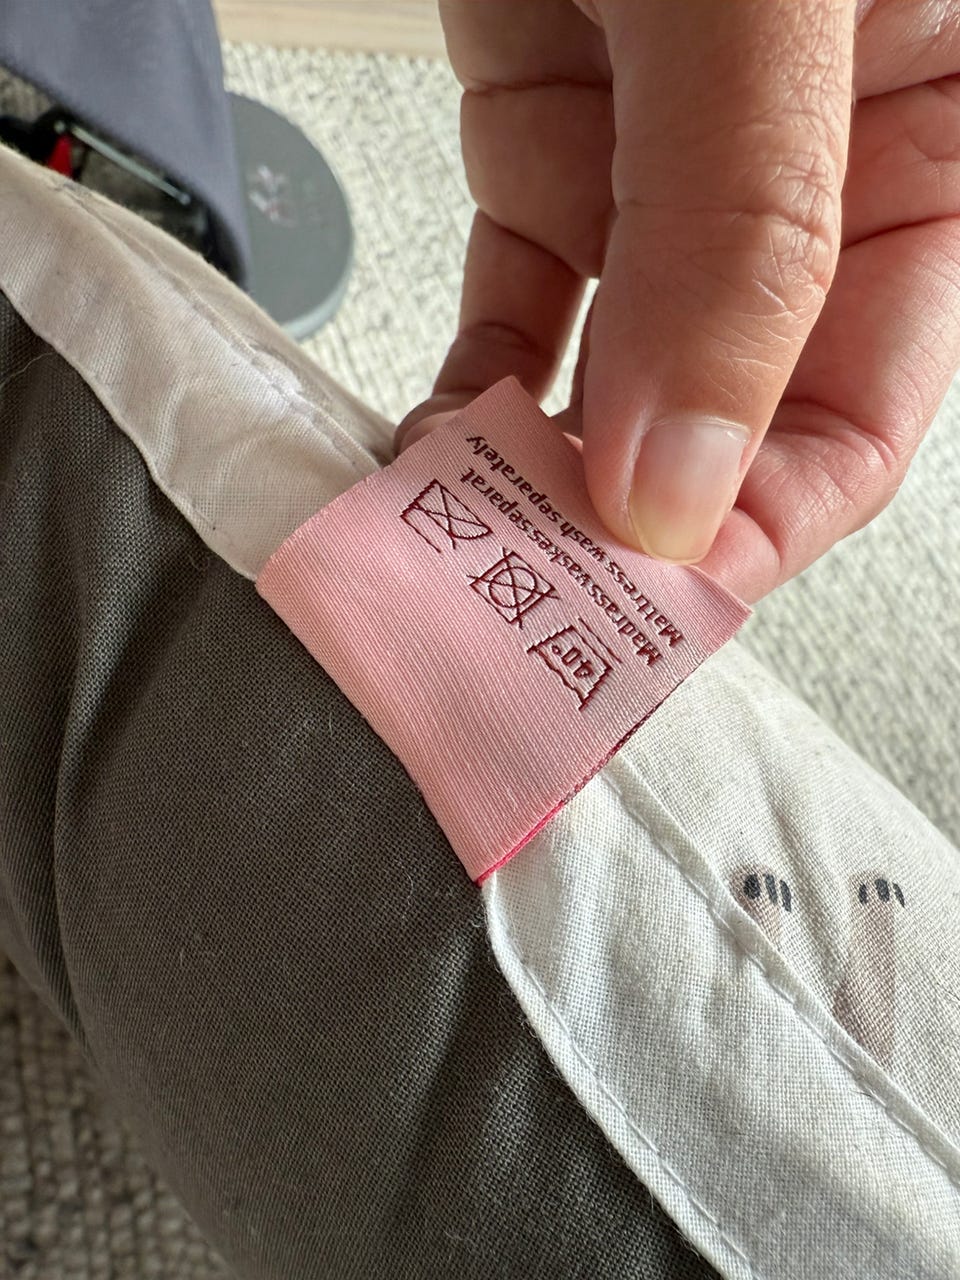 40°
Madrass vaskes separat
Mattress wash separately